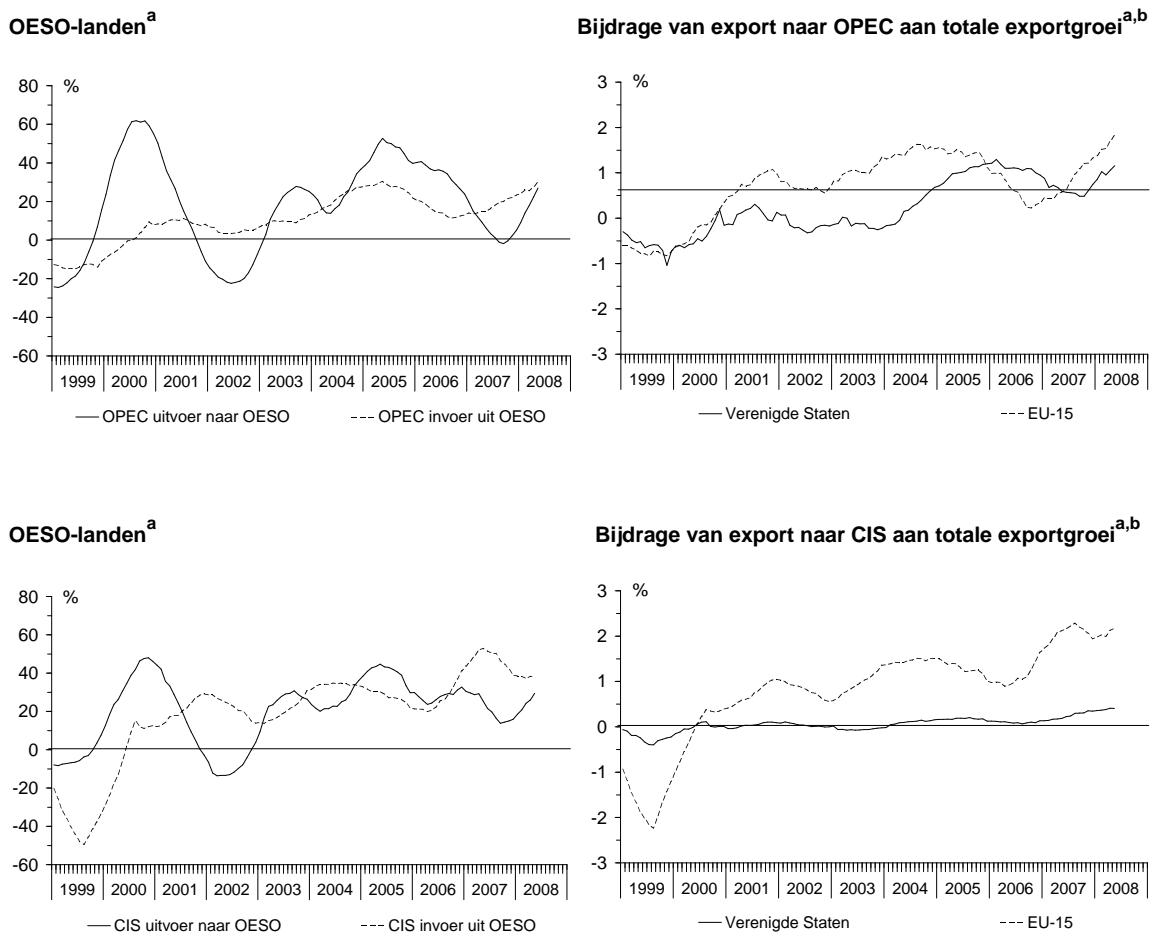 OESO-landen^a
Bijdrage van export naar OPEC aan totale exportgroei^a,b
%
80
60
40
20
0
-20
-40
-60
1999 2000 2001 2002 2003 2004 2005 2006 2007 2008
OPEC uitvoer naar OESO
OPEC invoer uit OESO
%
3
2
1
0
-1
-2
-3
1999 2000 2001 2002 2003 2004 2005 2006 2007 2008
Verenigde Staten
EU-15
OESO-landen^a
Bijdrage van export naar CIS aan totale exportgroei^a,b
%
80
60
40
20
0
-20
-40
-60
1999 2000 2001 2002 2003 2004 2005 2006 2007 2008
CIS uitvoer naar OESO
CIS invoer uit OESO
%
3
2
1
0
-1
-2
-3
1999 2000 2001 2002 2003 2004 2005 2006 2007 2008
Verenigde Staten
EU-15